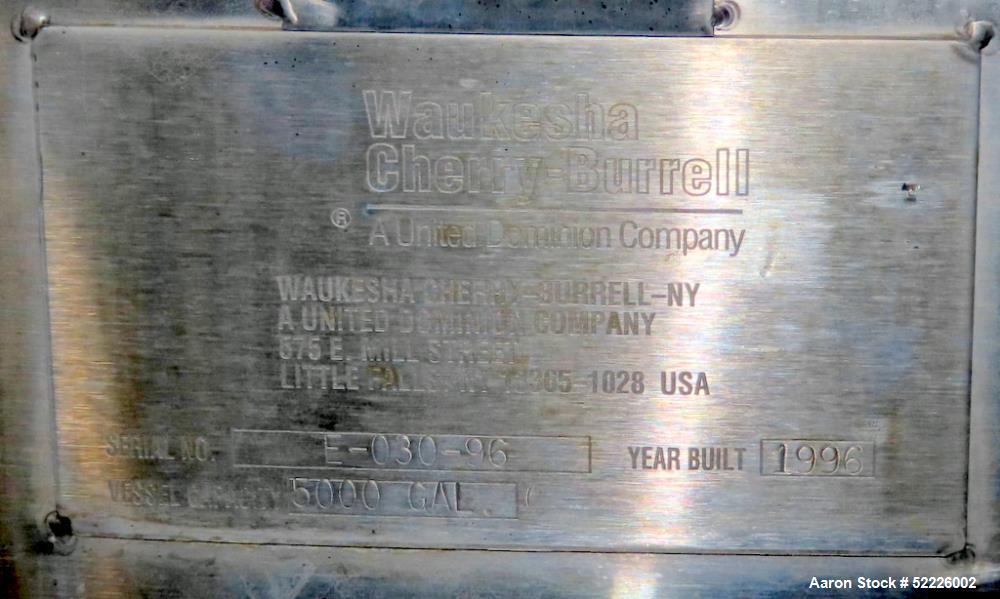 Waukesha
Cherry-Burrell
® A United Dominion Company
WAUKESHA CHERRY-BURRELL-NY
A UNITED DOMINION COMPANY
575 E. MILL STREET
LITTLE FALLS, NY 13365-1028 USA
SERIAL NO. E-030-96 YEAR BUILT 1996
VESSEL CAPACITY 5000 GAL.
Aaron Stock # 52226002